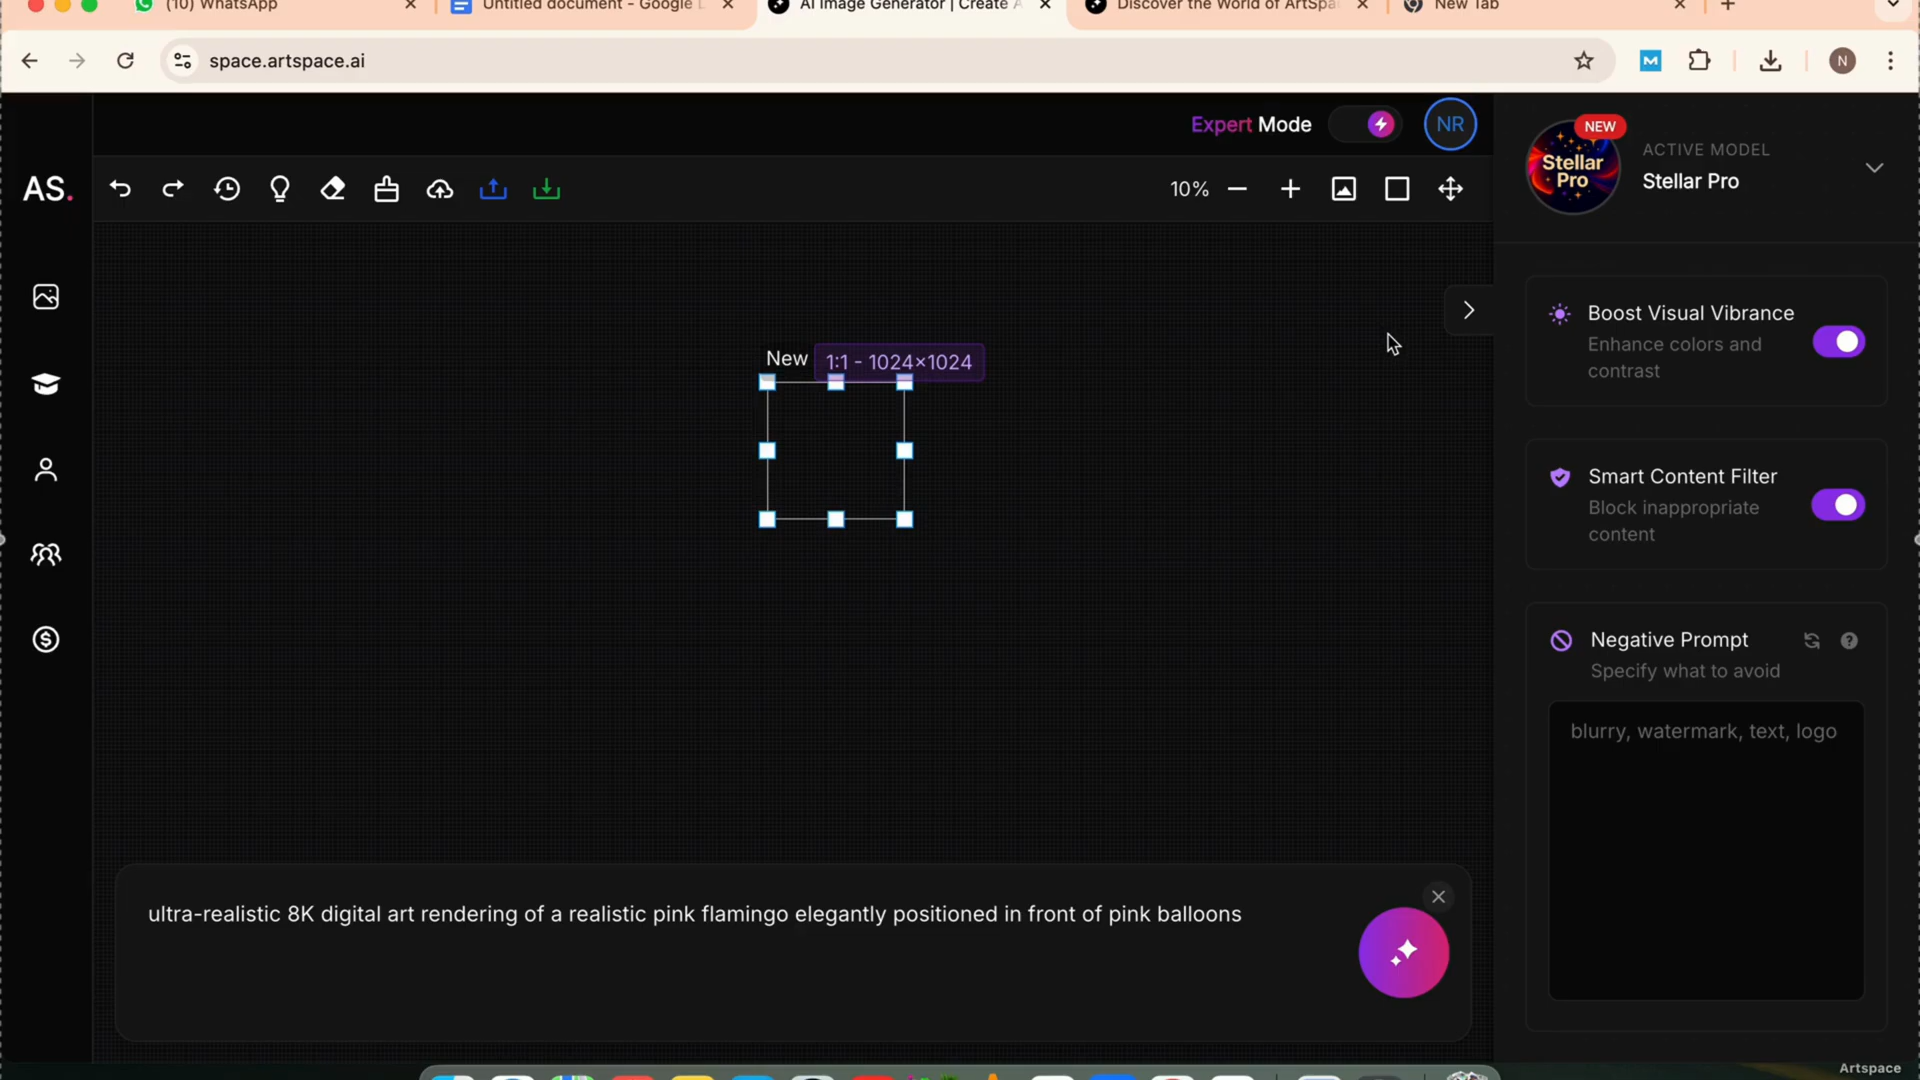 (10) WhatsApp
Untitled document - Google
AI Image Generator | Create
Discover the World of ArtSpa
New Tab
space.artspace.ai
N
Expert Mode
NR
NEW
Stellar
Pro
ACTIVE MODEL
Stellar Pro
AS.
10%
Boost Visual Vibrance
Enhance colors and
contrast
New
1:1 - 1024×1024
Smart Content Filter
Block inappropriate
content
Negative Prompt
Specify what to avoid
blurry, watermark, text, logo
ultra-realistic 8K digital art rendering of a realistic pink flamingo elegantly positioned in front of pink balloons
Artspace